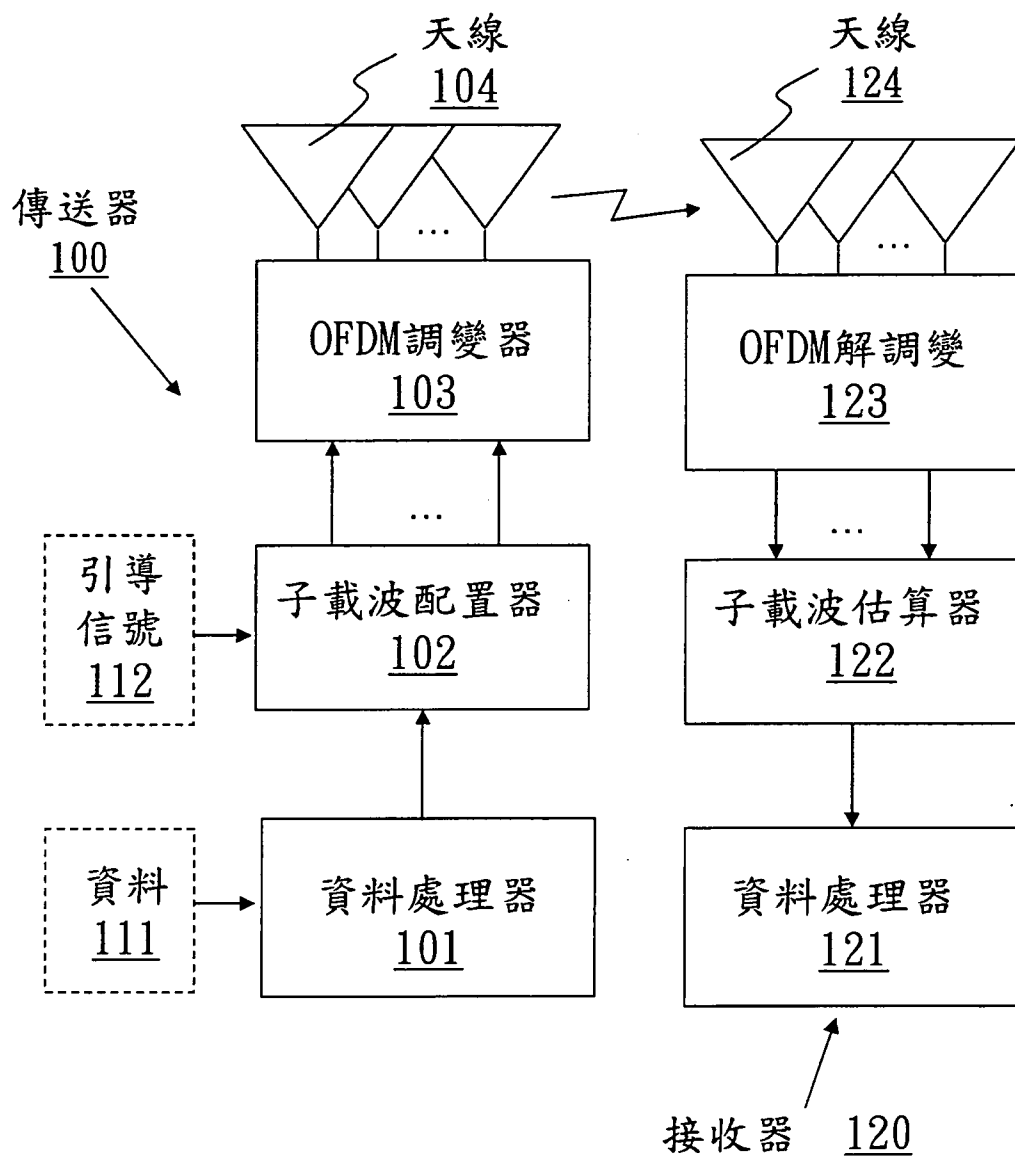 天線
104
天線
124
傳送器
100
...
...
OFDM調變器
103
OFDM解調變
123
...
...
引導
信號
112
子載波配置器
102
子載波估算器
122
資料
111
資料處理器
101
資料處理器
121
接收器 120